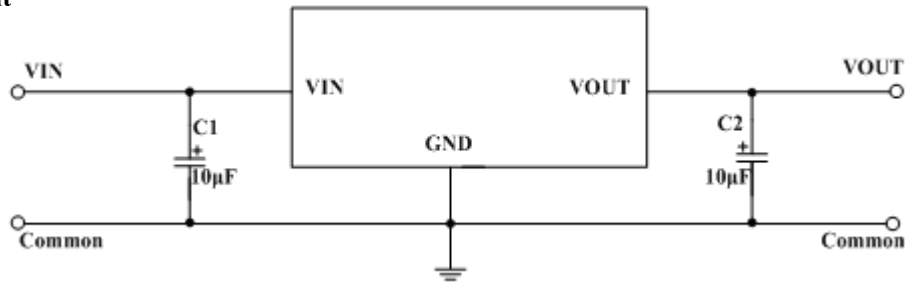 VIN
VOUT
VIN
VOUT
C1
+
10μF
GND
C2
+
10μF
Common
Common